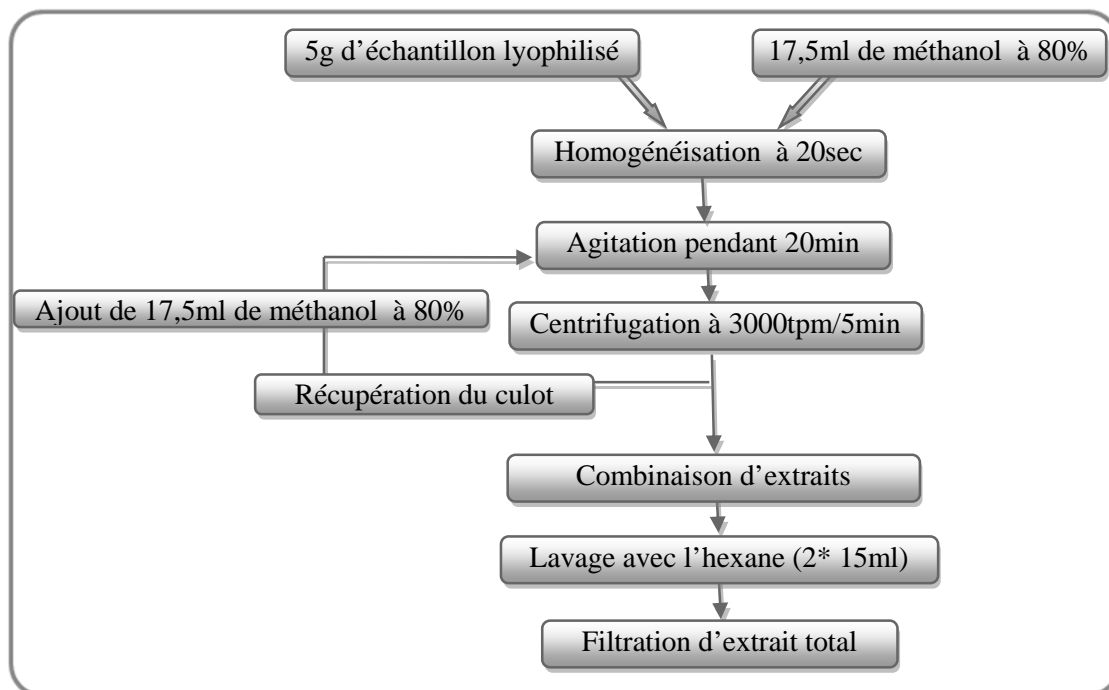 5g d’échantillon lyophilisé
17,5ml de méthanol à 80%
Homogénéisation à 20sec
Agitation pendant 20min
Ajout de 17,5ml de méthanol à 80%
Centrifugation à 3000tpm/5min
Récupération du culot
Combinaison d’extraits
Lavage avec l’hexane (2* 15ml)
Filtration d’extrait total